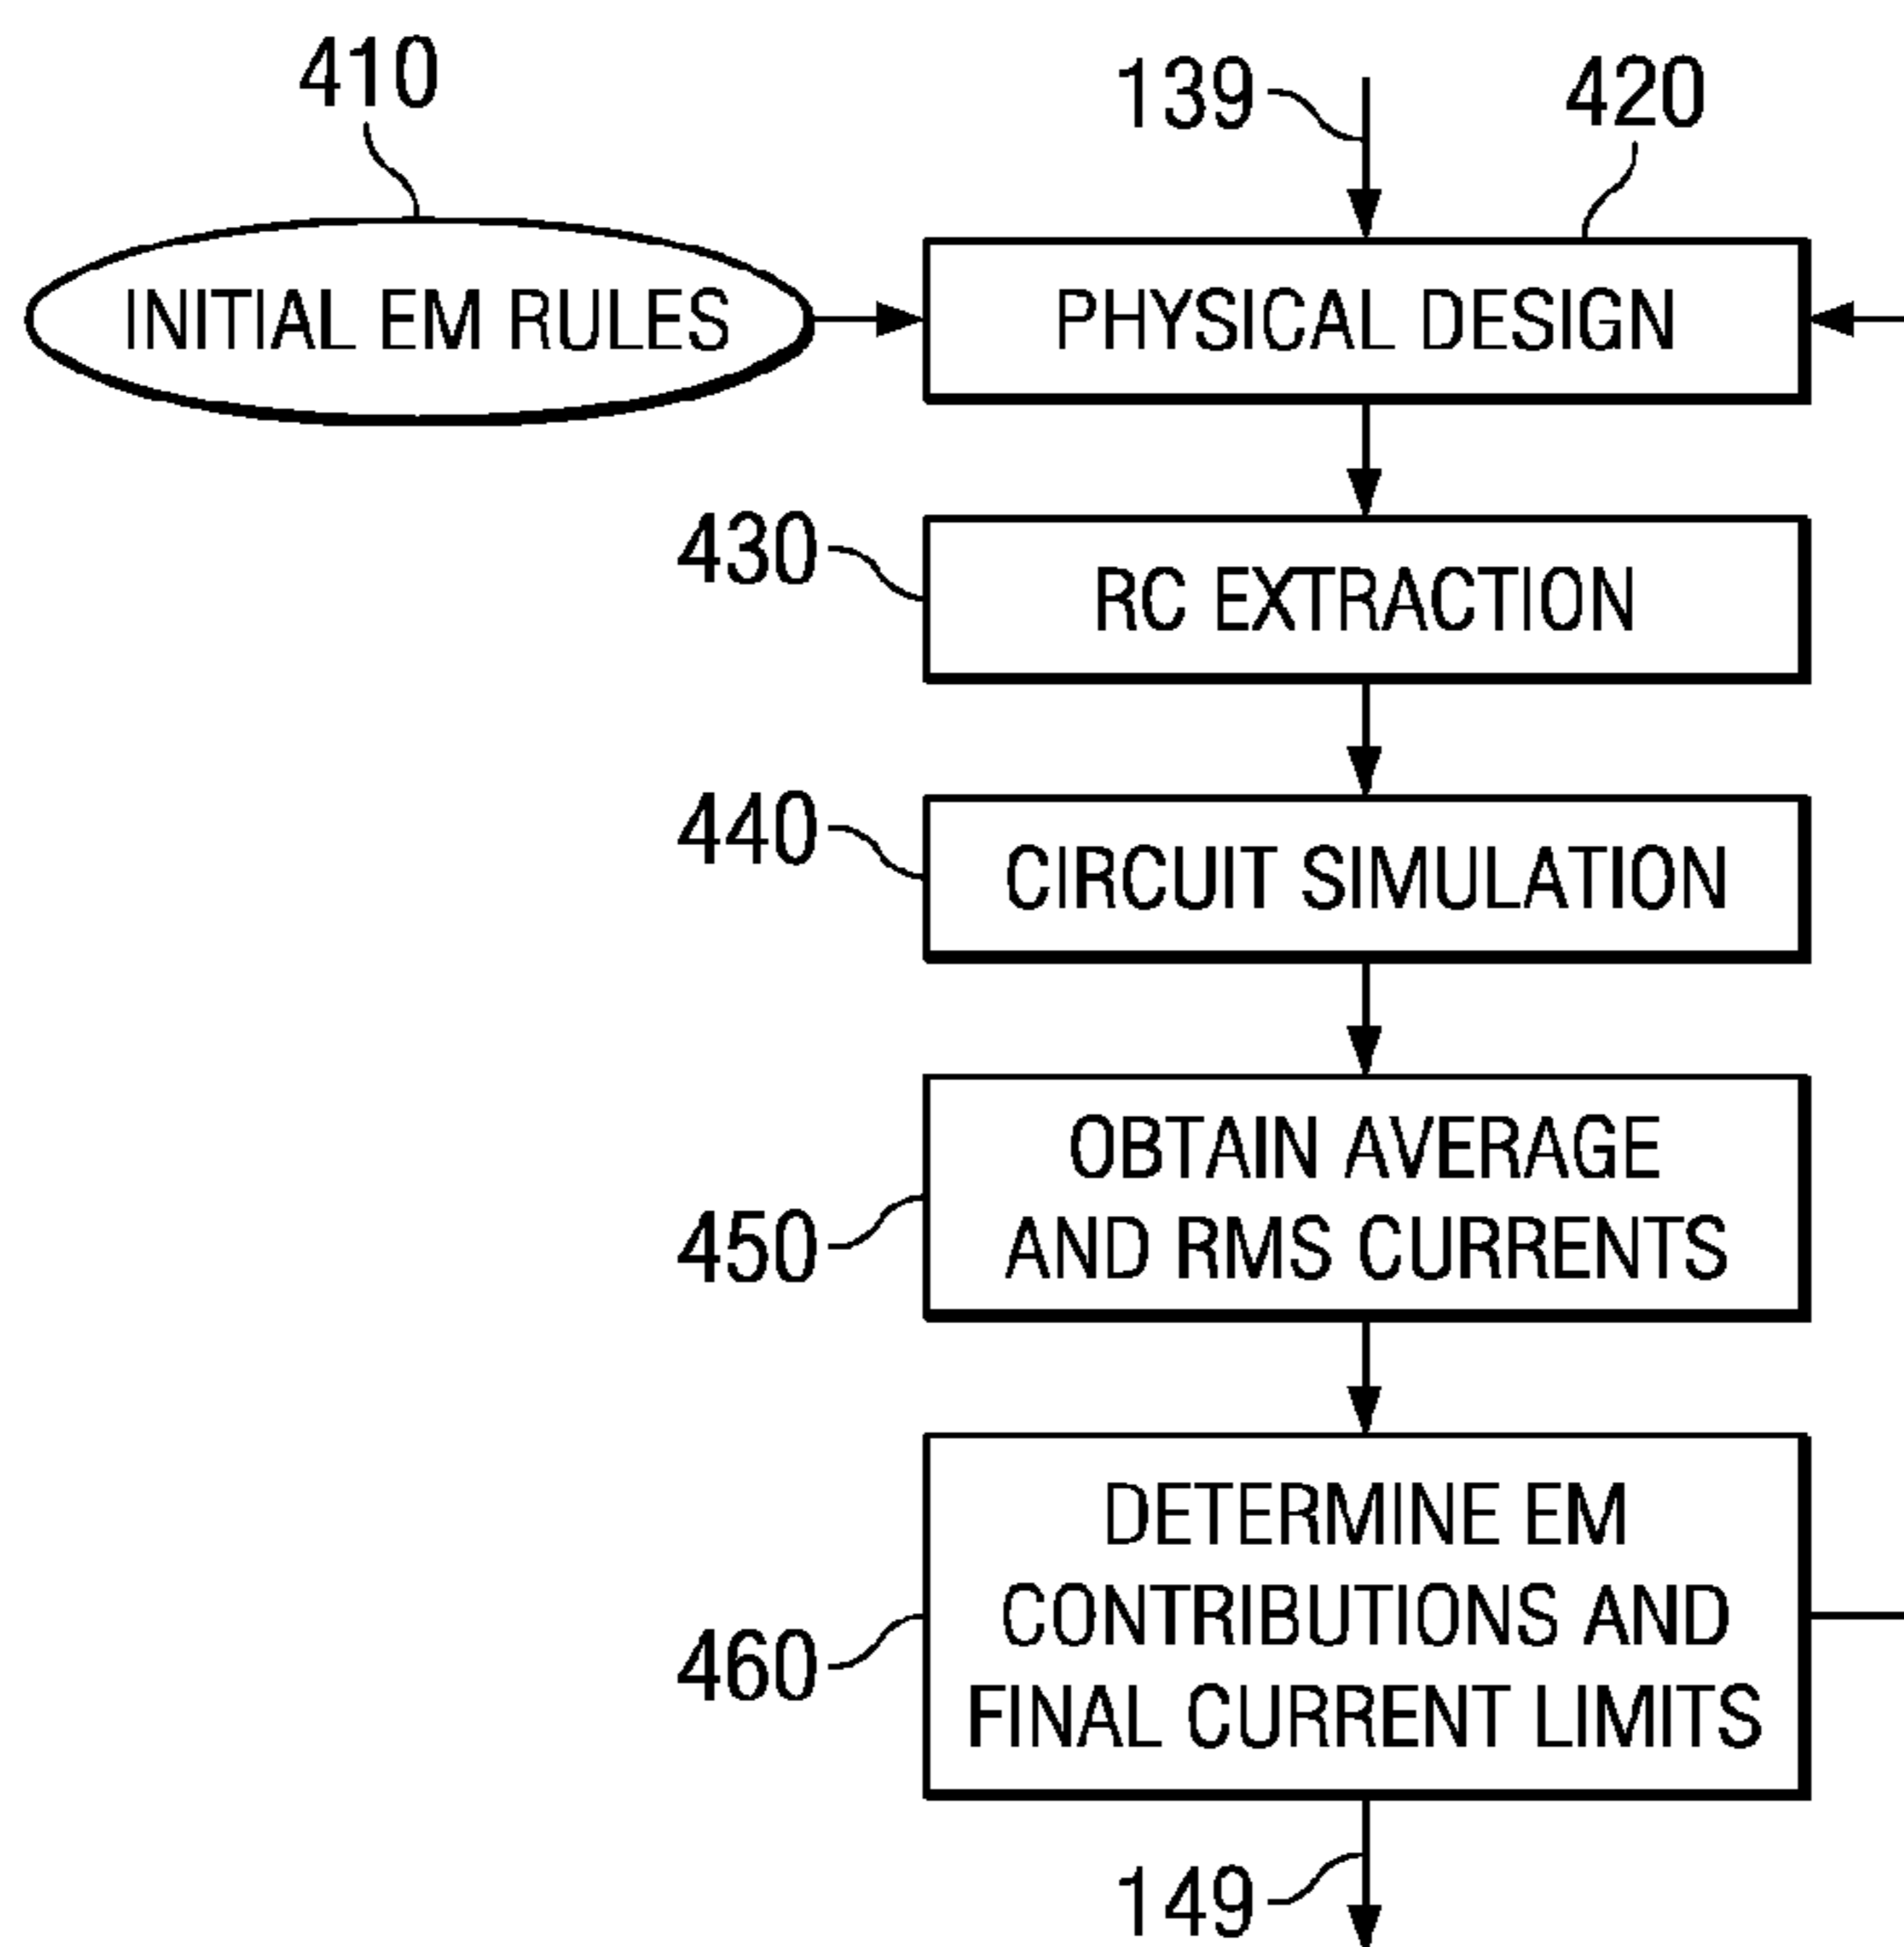 410
139
420
INITIAL EM RULES
PHYSICAL DESIGN
430
RC EXTRACTION
440
CIRCUIT SIMULATION
450
OBTAIN AVERAGE
AND RMS CURRENTS
460
DETERMINE EM
CONTRIBUTIONS AND
FINAL CURRENT LIMITS
149